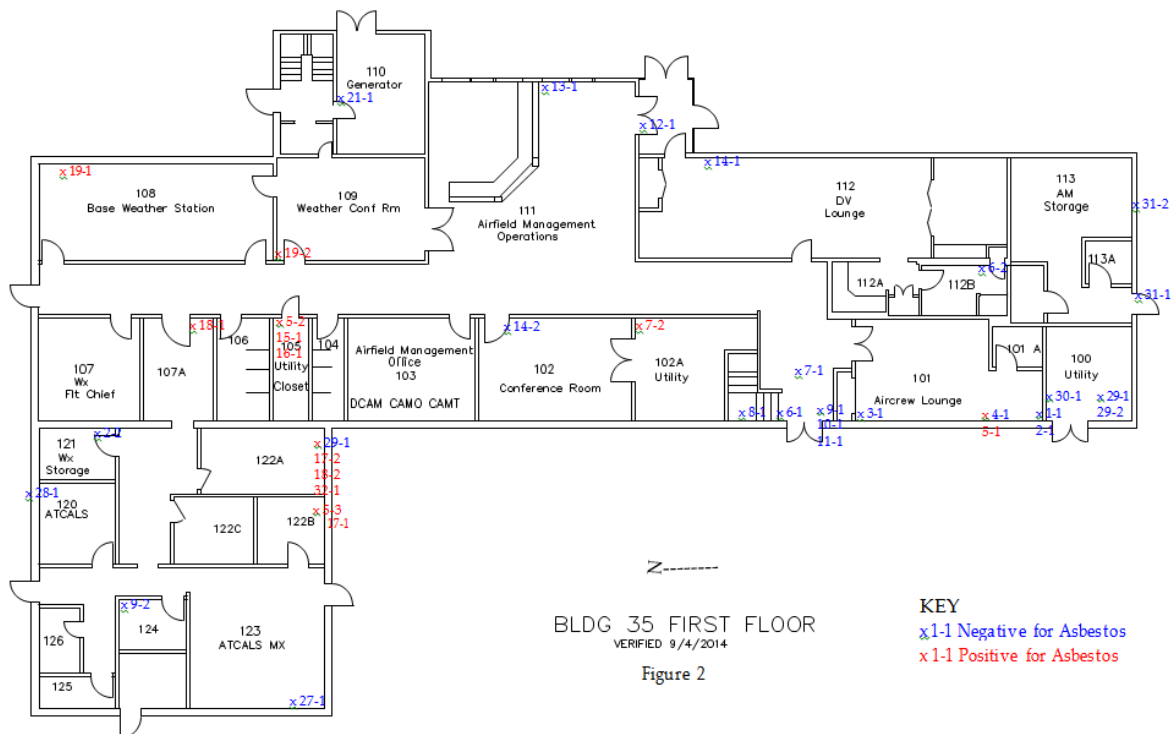 110
Generator
x 21-1
x 13-1
x 12-1
x 19-1
108
Base Weather Station
109
Weather Conf Rm
x 19-2
111
Airfield Management
Operations
x 14-1
112
DV
Lounge
113
AM
Storage
x 31-2
113A
x 31-1
112A
112B
x 6-2
107
Wx
Flt Chief
x 18-1
107A
106
x 5-2
15-1
16-1
105
Utility
Closet
104
Airfield Management
Office
103
DCAM CAMO CAMT
x 14-2
102
Conference Room
x 7-2
102A
Utility
x 7-1
x 8-1
x 6-1
x 9-1
10-1
11-1
x 3-1
101
Aircrew Lounge
101 A
x 4-1
5-1
x 1-1
2-1
100
Utility
x 30-1
x 29-1
29-2
121
Wx
Storage
x 28-1
120
ATCALS
122A
x 29-1
17-2
18-2
32-1
122C
122B
17-1
x 9-2
124
126
125
123
ATCALS MX
x 27-1
N
BLDG 35 FIRST FLOOR
VERIFIED 9/4/2014
Figure 2
KEY
x 1-1 Negative for Asbestos
x 1-1 Positive for Asbestos